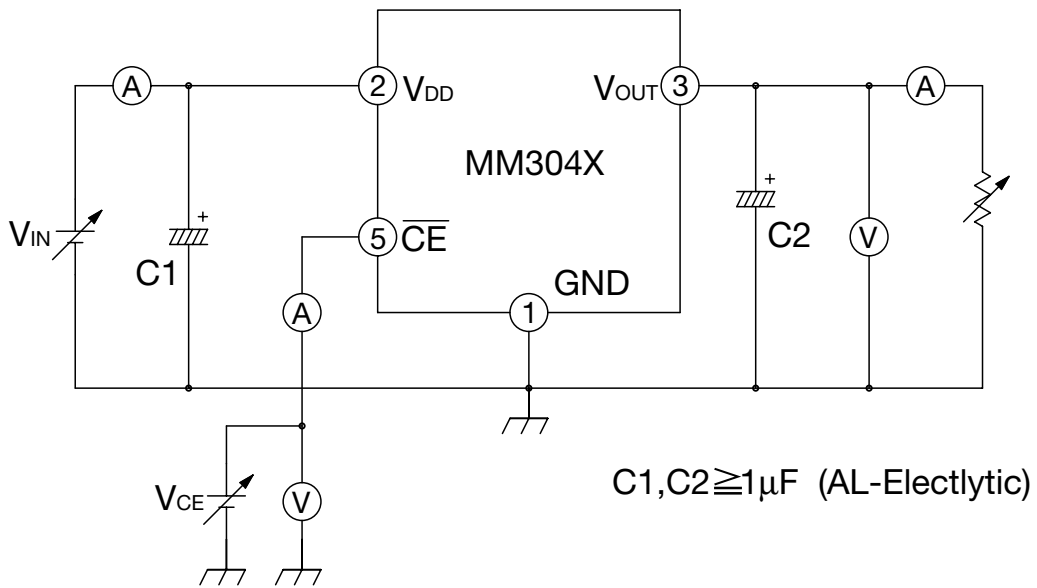 A
2
VDD
VOUT
3
A
MM304X
VIN
+
C1
5
CE
A
+
C2
V
GND
1
VCE
V
C1,C2≧1μF (AL-Electlytic)